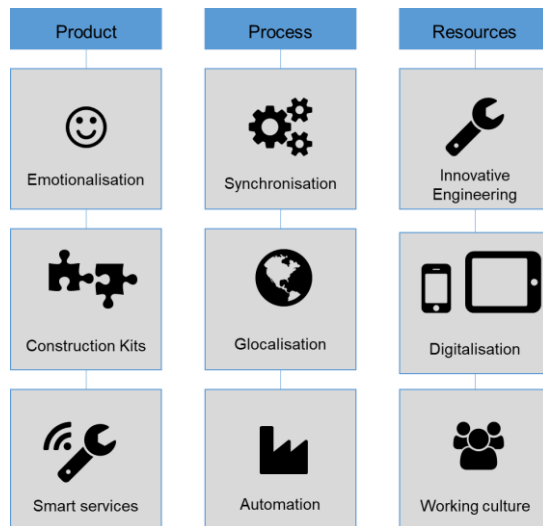 Product
Process
Resources
Emotionalisation
Synchronisation
Innovative
Engineering
Construction Kits
Glocalisation
Digitalisation
Smart services
Automation
Working culture